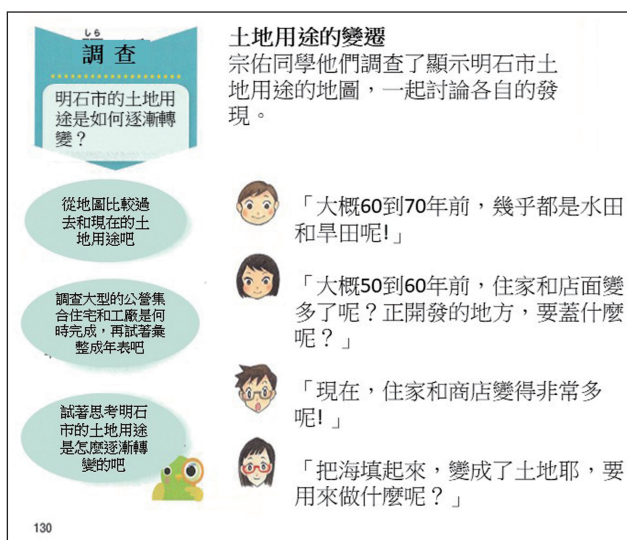 しら
調 查
明石市的土地用
途是如何逐漸轉
變？
土地用途的變遷
宗佑同學他們調查了顯示明石市土
地用途的地圖，一起討論各自的發
現。
從地圖比較過
去和現在的土
地用途吧
調查大型的公營集
合住宅和工廠是何
時完成，再試著彙
整成年表吧
試著思考明石
市的土地用途
是怎麼逐漸轉
變的吧
「大概60到70年前，幾乎都是水田
和旱田呢!」
「大概50到60年前，住家和店面變
多了呢？正開發的地方，要蓋什麼
呢？」
「現在，住家和商店變得非常多
呢!」
「把海填起來，變成了土地耶，要
用來做什麼呢？」
130